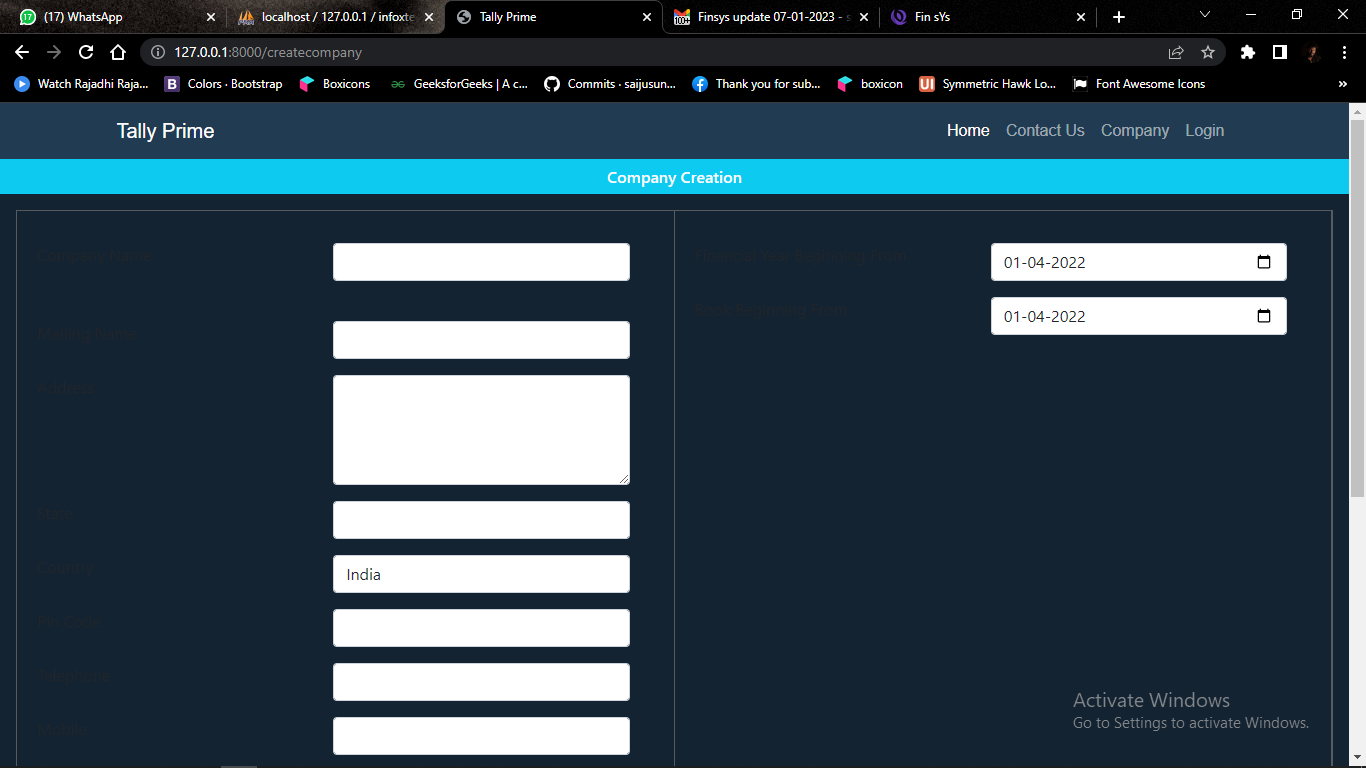 (17) WhatsApp
localhost / 127.0.0.1 / infoxte
Tally Prime
Finsys update 07-01-2023 - s
Fin sYs
127.0.0.1:8000/createcompany
Watch Rajadhi Raja...
Colors · Bootstrap
Boxicons
GeeksforGeeks | A c...
Commits · saijusun...
Thank you for sub...
boxicon
Symmetric Hawk Lo...
Font Awesome Icons
»
Tally Prime
Home Contact Us Company Login
Company Creation
Company Name
Financial Year Beginning From
01-04-2022
Book Beginning From
01-04-2022
Mailing Name
Address
State
Country
India
Pin Code
Telephone
Mobile
Activate Windows
Go to Settings to activate Windows.